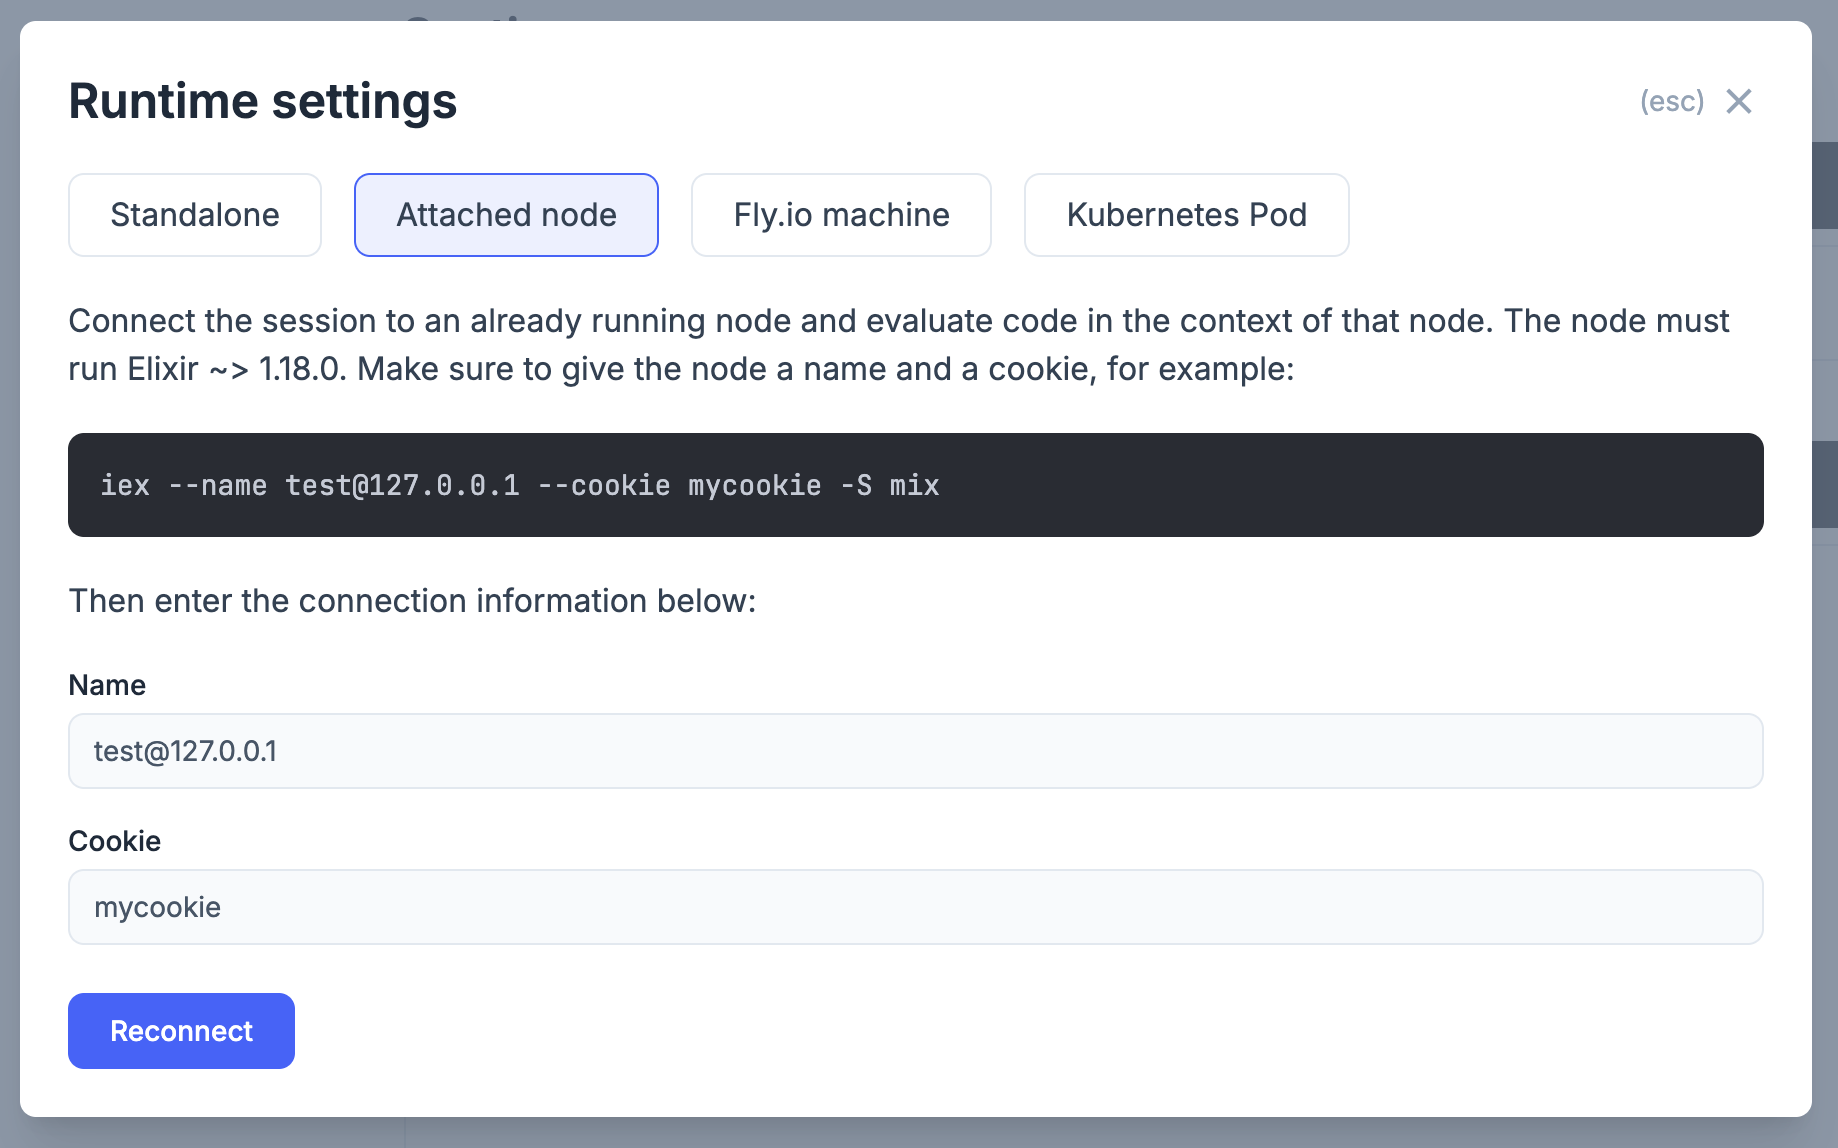 Runtime settings
(esc)
Standalone
Attached node
Fly.io machine
Kubernetes Pod
Connect the session to an already running node and evaluate code in the context of that node. The node must
run Elixir ~> 1.18.0. Make sure to give the node a name and a cookie, for example:
iex --name test@127.0.0.1 --cookie mycookie -S mix
Then enter the connection information below:
Name
test@127.0.0.1
Cookie
mycookie
Reconnect